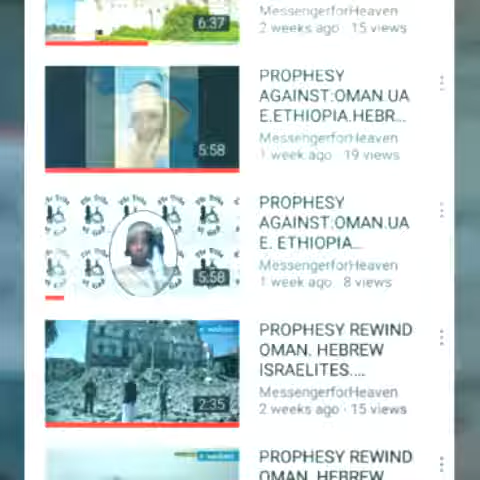 6:37
MessengerforHeaven
2 weeks ago · 15 views
5:58
PROPHESY
AGAINST:OMAN.UA
E.ETHIOPIA.HEBR...
MessengerforHeaven
1 week ago · 19 views
5:58
PROPHESY
AGAINST:OMAN.UA
E. ETHIOPIA...
MessengerforHeaven
1 week ago · 8 views
2:35
PROPHESY REWIND
OMAN. HEBREW
ISRAELITES....
MessengerforHeaven
2 weeks ago · 15 views
PROPHESY REWIND
OMAN. HEBREW